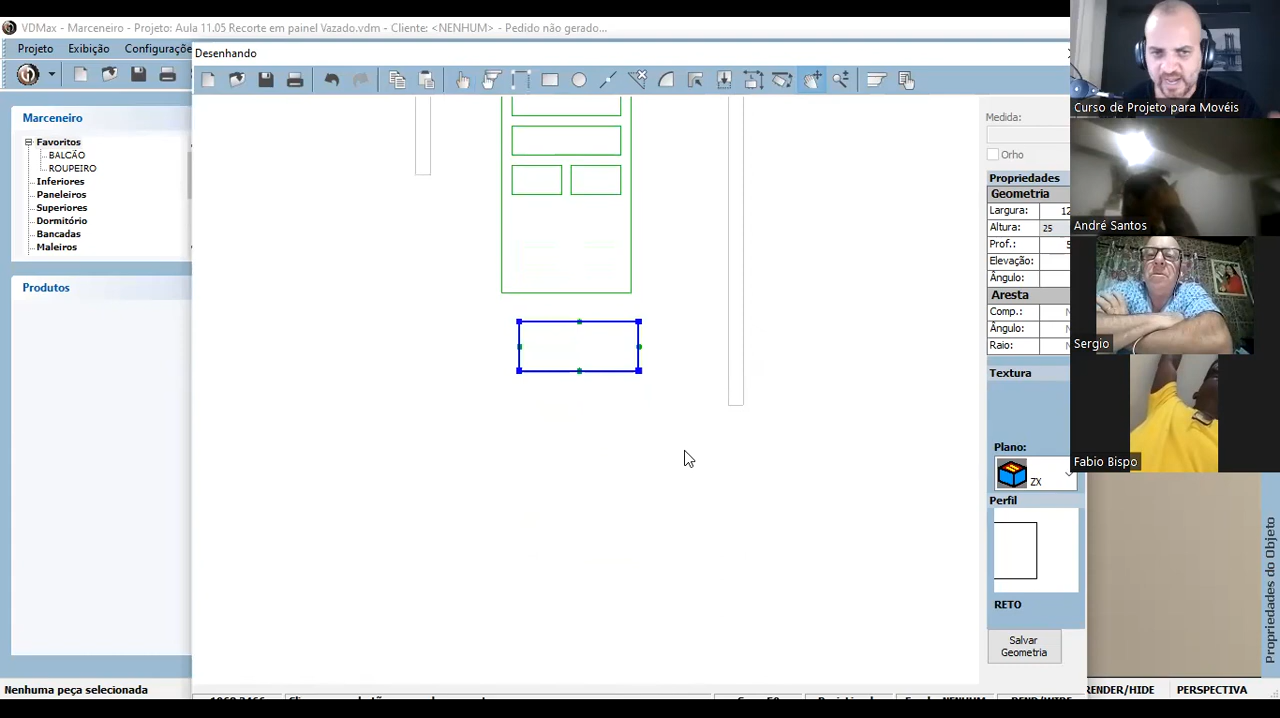 VDMax - Marceneiro - Projeto: Aula 11.05 Recorte em painel Vazado.vdm - Cliente: <NENHUM> - Pedido não gerado...
Projeto Exibição Configuraçõe
Desenhando
Marceneiro
Favoritos
BALCÃO
ROUPEIRO
Inferiores
Paneleiros
Superiores
Dormitório
Bancadas
Maleiros
Produtos
Medida:
Orho
Propriedades
Geometria
Largura: 12
Altura: 25
Prof.: 5
Elevação:
Ângulo:
Aresta
Comp.:
Ângulo:
Raio:
Textura
Plano:
ZX
Perfil
RETO
Salvar
Geometria
Curso de Projeto para Movéis
André Santos
Sergio
Fabio Bispo
Propriedades do Objeto
Nenhuma peça selecionada
RENDER/HIDE PERSPECTIVA